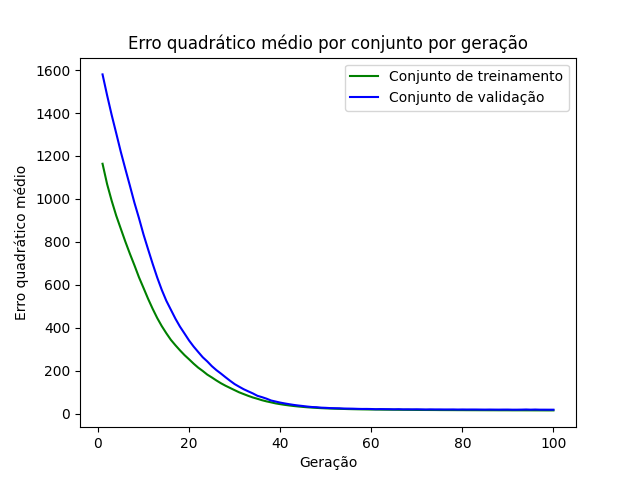 Erro quadrático médio por conjunto por geração
Conjunto de treinamento
Conjunto de validação
Erro quadrático médio
1600
1400
1200
1000
800
600
400
200
0
0 20 40 60 80 100
Geração